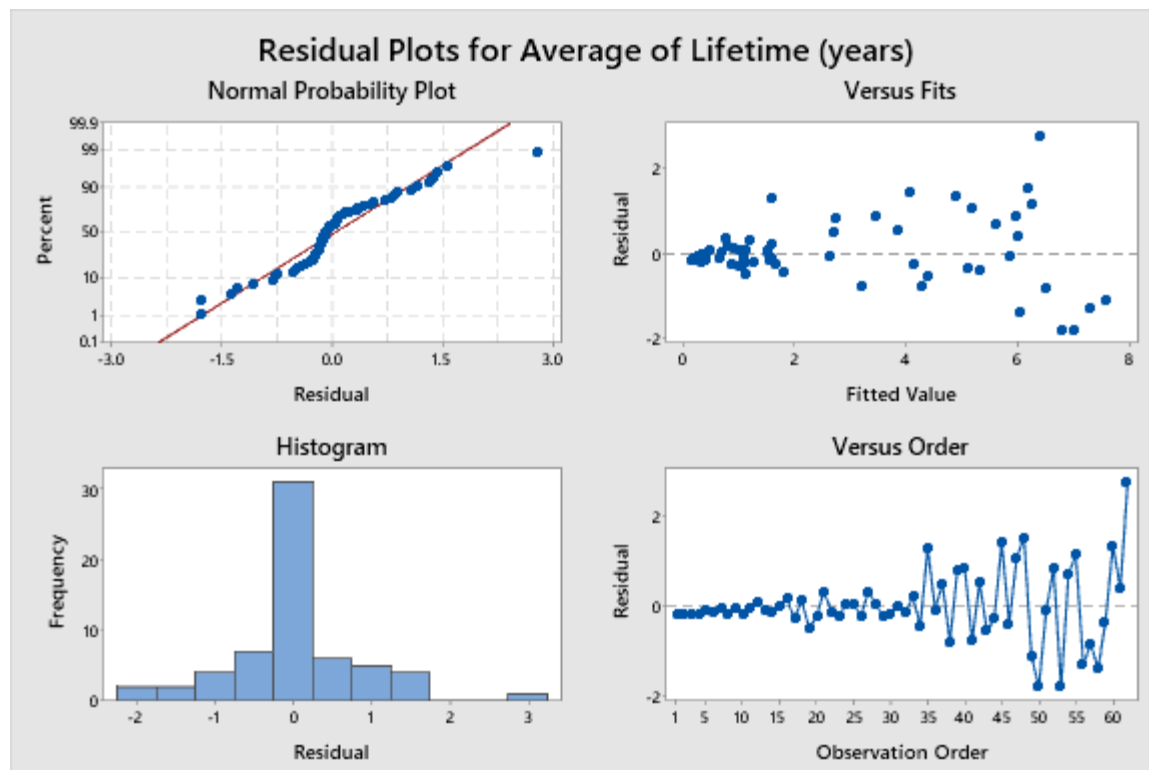 Residual Plots for Average of Lifetime (years)
Normal Probability Plot
99.9
99
90
50
10
1
0.1
Percent
-3.0 -1.5 0.0 1.5 3.0
Residual
Versus Fits
2
0
-2
Residual
0 2 4 6 8
Fitted Value
Histogram
30
20
10
0
Frequency
-2 -1 0 1 2 3
Residual
Versus Order
2
0
-2
Residual
1 5 10 15 20 25 30 35 40 45 50 55 60
Observation Order